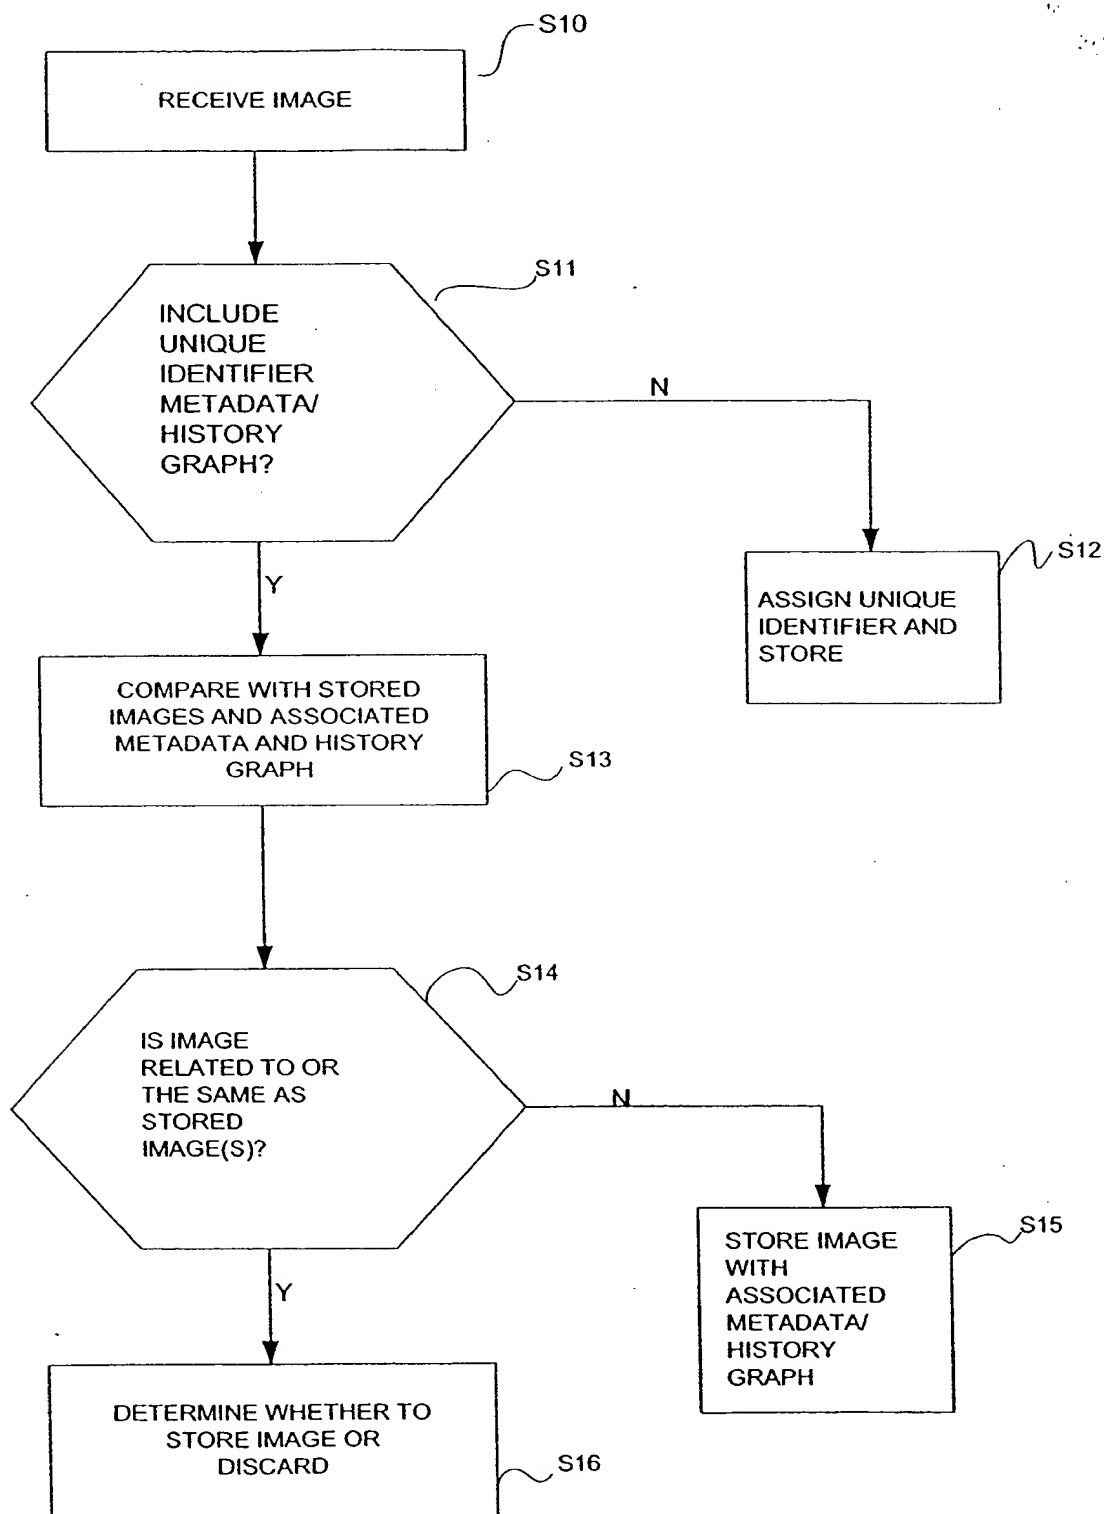 S10
RECEIVE IMAGE
S11
INCLUDE
UNIQUE
IDENTIFIER
METADATA/
HISTORY
GRAPH?
N
Y
S12
ASSIGN UNIQUE
IDENTIFIER AND
STORE
COMPARE WITH STORED
IMAGES AND ASSOCIATED
METADATA AND HISTORY
GRAPH
S13
S14
IS IMAGE
RELATED TO OR
THE SAME AS
STORED
IMAGE(S)?
N
Y
S15
STORE IMAGE
WITH
ASSOCIATED
METADATA/
HISTORY
GRAPH
DETERMINE WHETHER TO
STORE IMAGE OR
DISCARD
S16